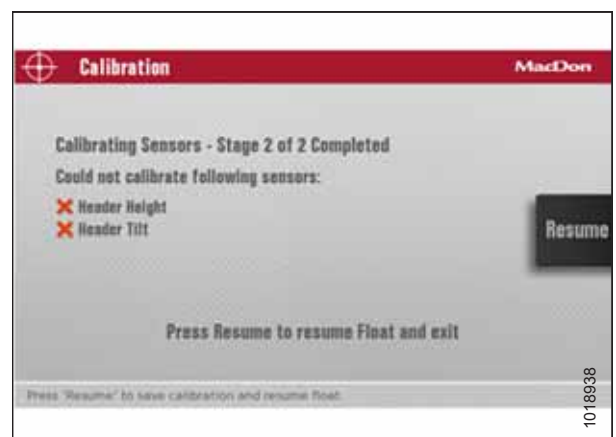 Calibration
MacDon
Calibrating Sensors - Stage 2 of 2 Completed
Could not calibrate following sensors:
Header Height
Header Tilt
Resume
Press Resume to resume Float and exit
Press 'Resume' to save calibration and resume float.
1018938